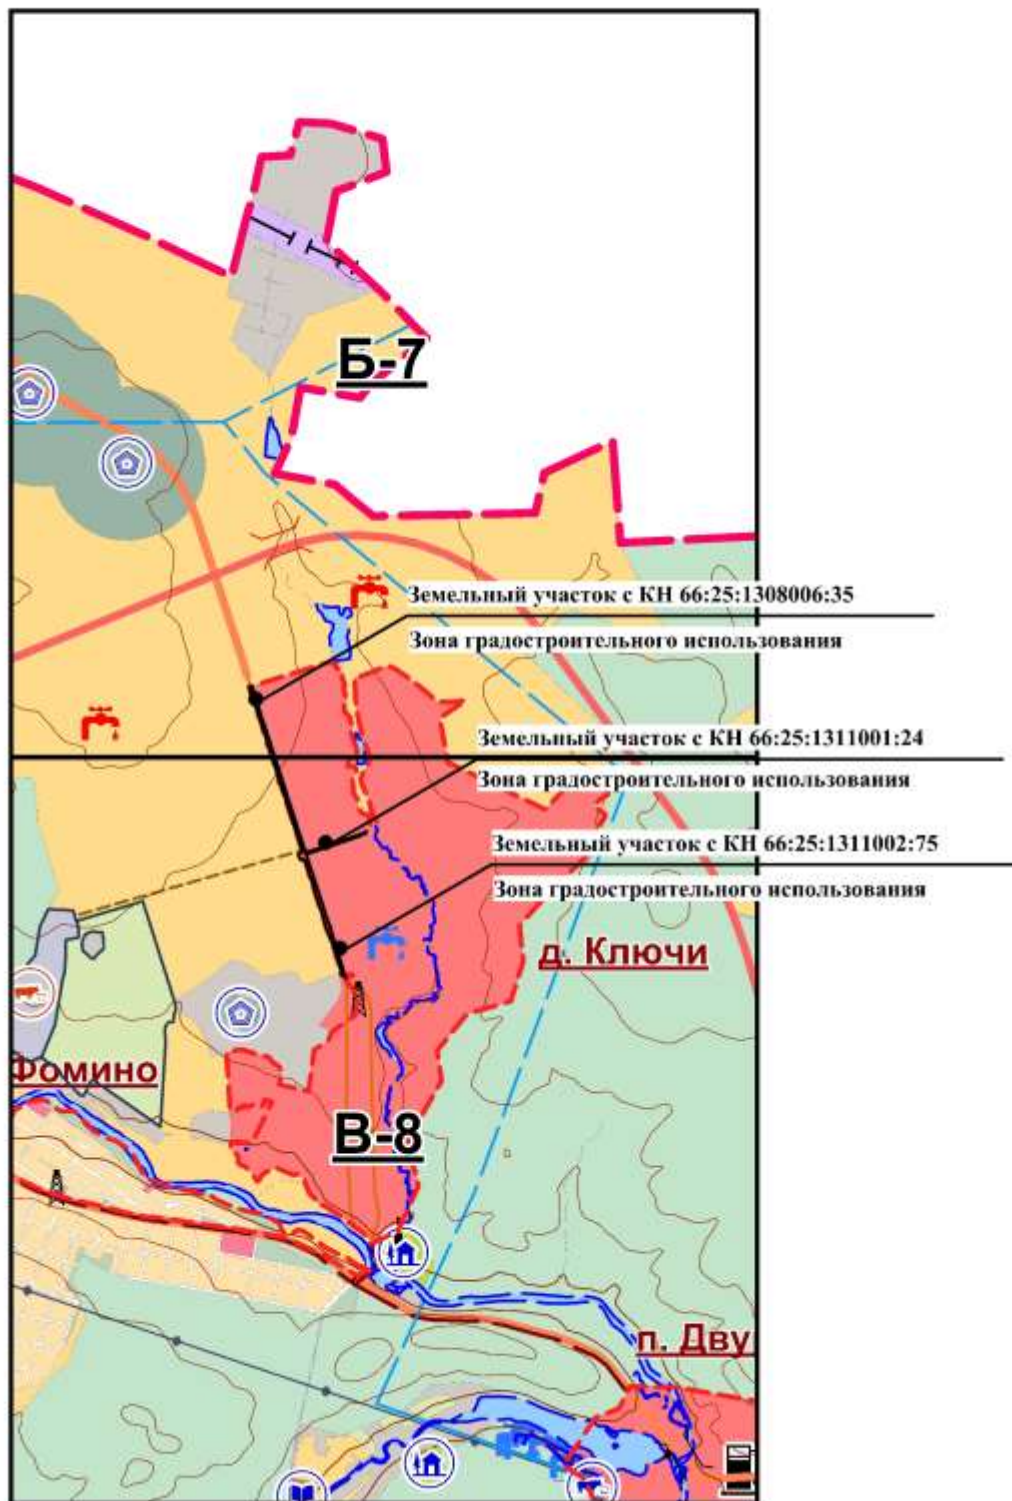 Б-7
Земельный участок с КН 66:25:1308006:35
Зона градостроительного использования
Земельный участок с КН 66:25:1311001:24
Зона градостроительного использования
Земельный участок с КН 66:25:1311002:75
Зона градостроительного использования
д. Ключи
Фомино
В-8
п. Дву